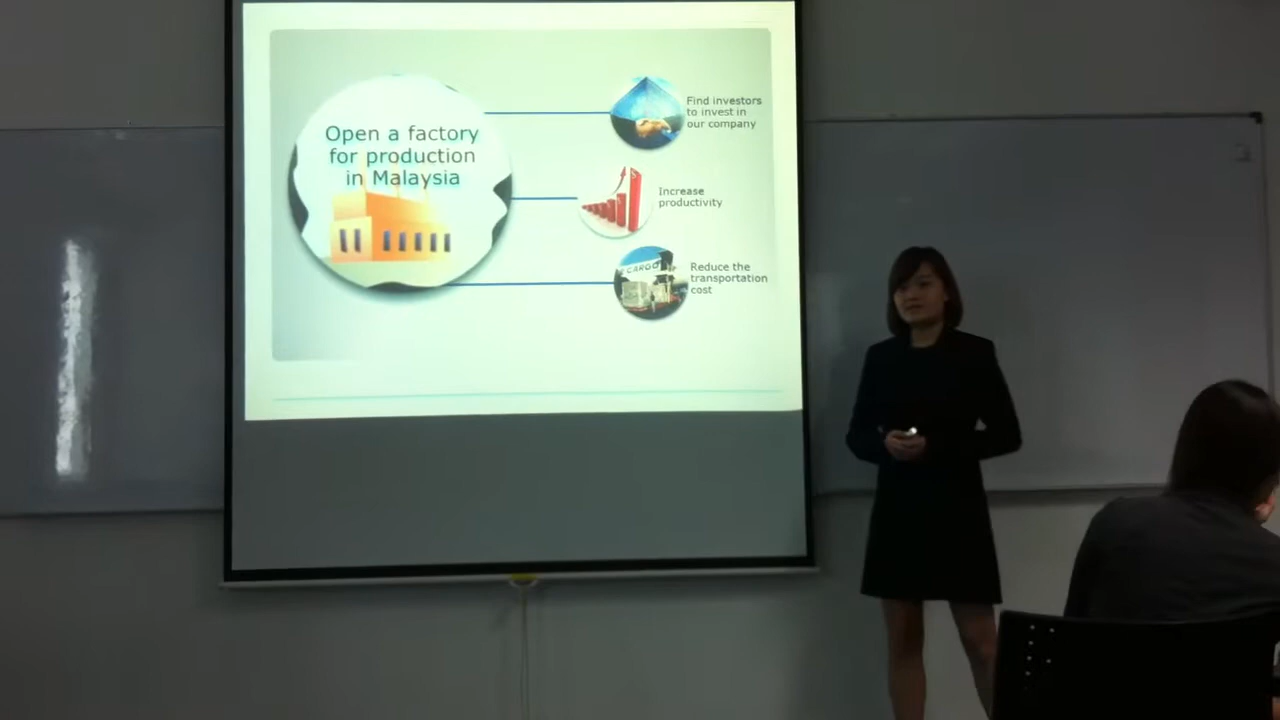 Open a factory
for production
in Malaysia
Find investors
to invest in
our company
Increase
productivity
CARGO
Reduce the
transportation
cost